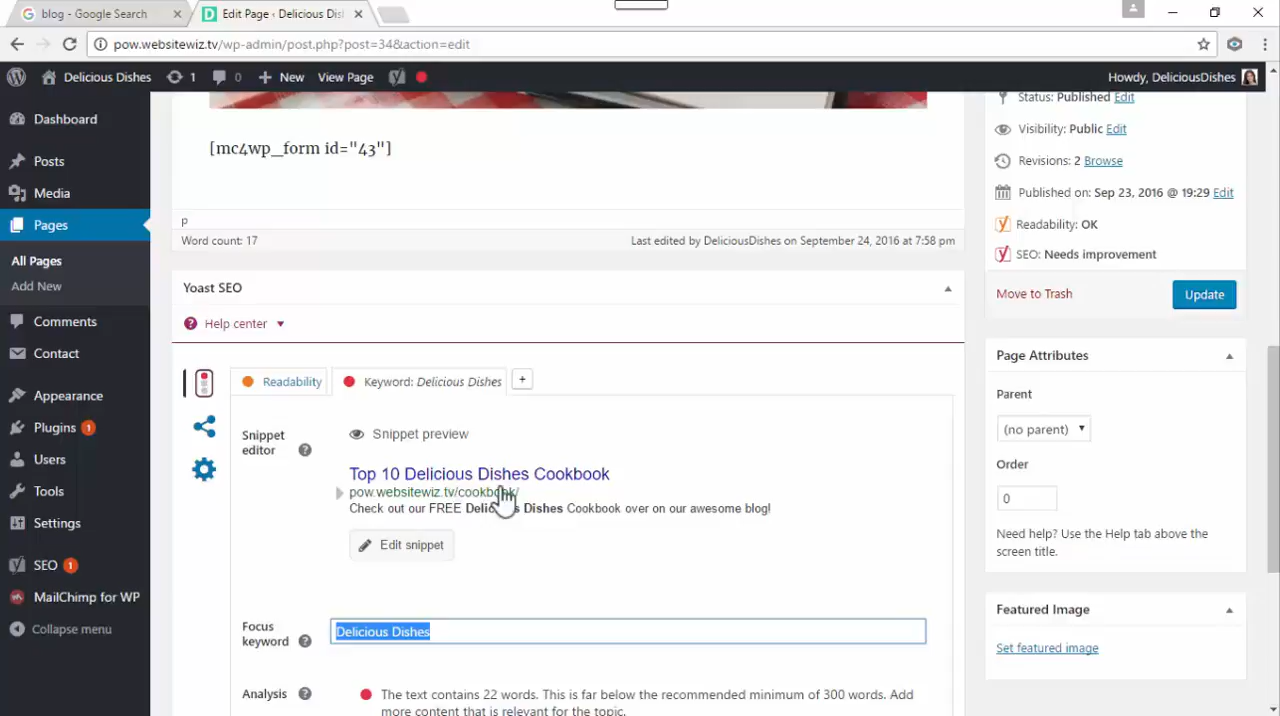 blog - Google Search
Edit Page ‹ Delicious Dis
pow.websitewiz.tv/wp-admin/post.php?post=34&action=edit
Delicious Dishes 1 0 New View Page Howdy, DeliciousDishes
Dashboard
Posts
Media
Pages
All Pages
Add New
Comments
Contact
Appearance
Plugins 1
Users
Tools
Settings
SEO 1
MailChimp for WP
Collapse menu
[mc4wp_form id="43"]
p
Word count: 17 Last edited by DeliciousDishes on September 24, 2016 at 7:58 pm
Yoast SEO
Help center
Readability Keyword: Delicious Dishes +
Snippet editor
Snippet preview
Top 10 Delicious Dishes Cookbook
pow.websitewiz.tv/cookbook/
Check out our FREE Delicious Dishes Cookbook over on our awesome blog!
Edit snippet
Focus keyword
Delicious Dishes
Analysis
The text contains 22 words. This is far below the recommended minimum of 300 words. Add
more content that is relevant for the topic.
Status: Published Edit
Visibility: Public Edit
Revisions: 2 Browse
Published on: Sep 23, 2016 @ 19:29 Edit
Readability: OK
SEO: Needs improvement
Move to Trash Update
Page Attributes
Parent
(no parent)
Order
0
Need help? Use the Help tab above the
screen title.
Featured Image
Set featured image